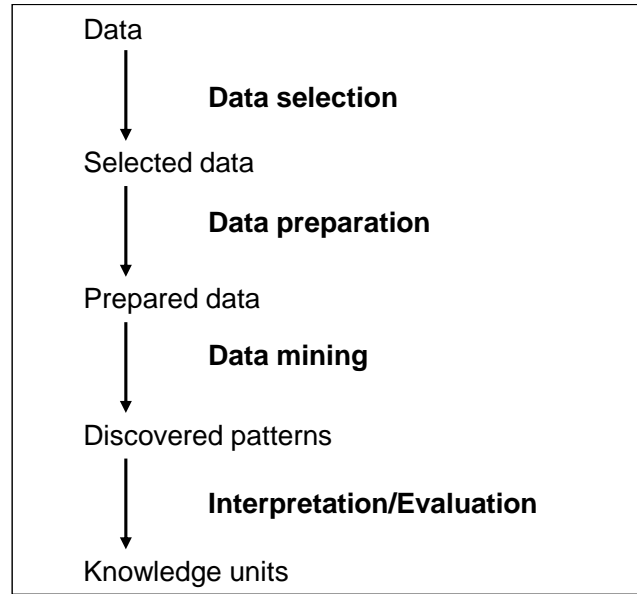 Data
Data selection
Selected data
Data preparation
Prepared data
Data mining
Discovered patterns
Interpretation/Evaluation
Knowledge units